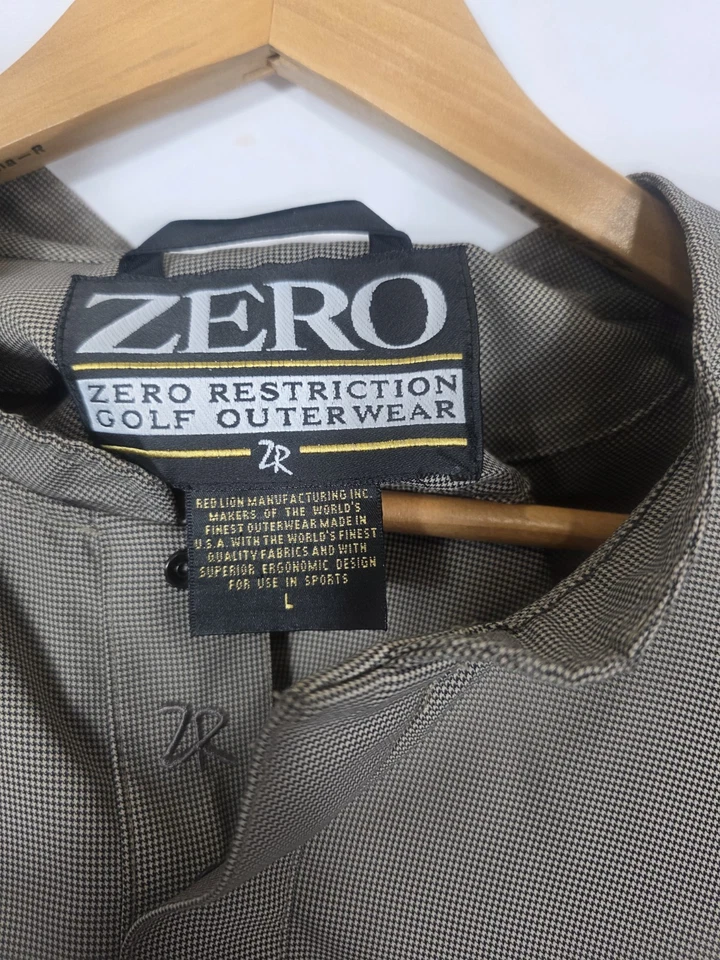 ZERO
ZERO RESTRICTION
GOLF OUTERWEAR
ZR
RED LION MANUFACTURING INC.
MAKERS OF THE WORLD'S
FINEST OUTERWEAR MADE IN
U.S.A. WITH THE WORLD'S FINEST
QUALITY FABRICS AND WITH
SUPERIOR ERGONOMIC DESIGN
FOR USE IN SPORTS
L
ZR